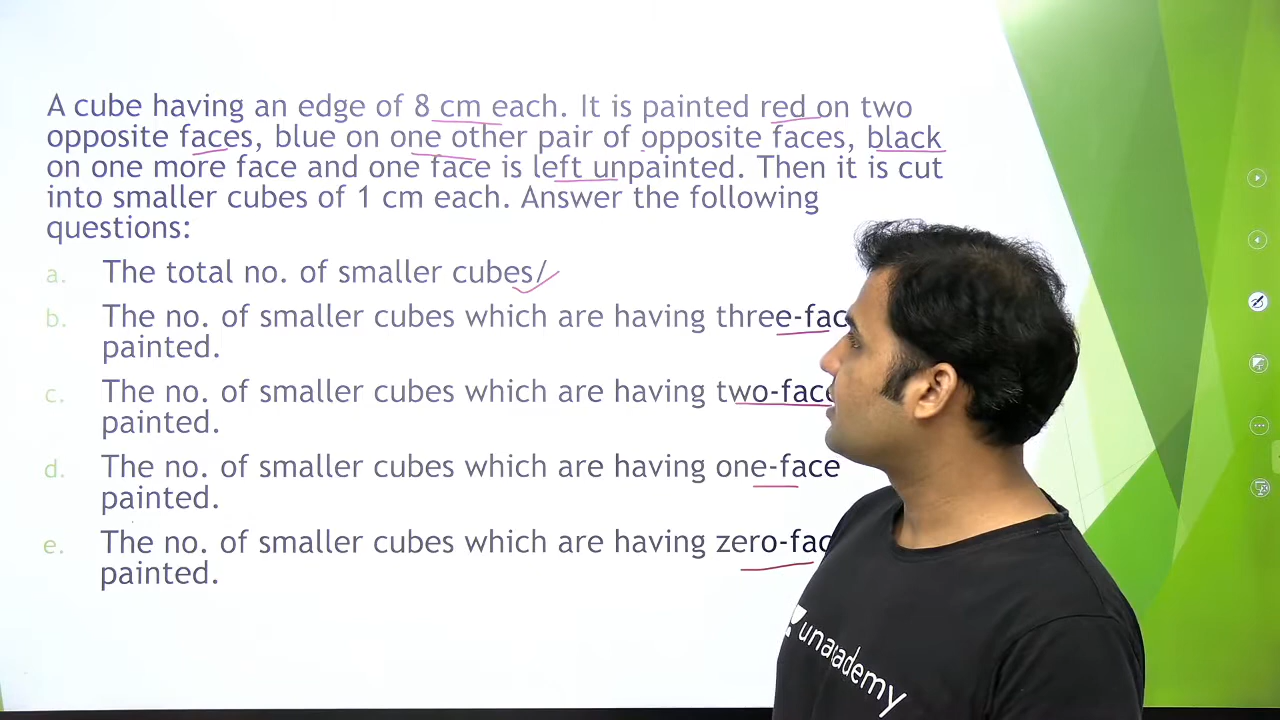 A cube having an edge of 8 cm each. It is painted red on two
opposite faces, blue on one other pair of opposite faces, black
on one more face and one face is left unpainted. Then it is cut
into smaller cubes of 1 cm each. Answer the following
questions:
a. The total no. of smaller cubes/
b. The no. of smaller cubes which are having three-fac
painted.
c. The no. of smaller cubes which are having two-face
painted.
d. The no. of smaller cubes which are having one-face
painted.
e. The no. of smaller cubes which are having zero-fac
painted.
unacademy